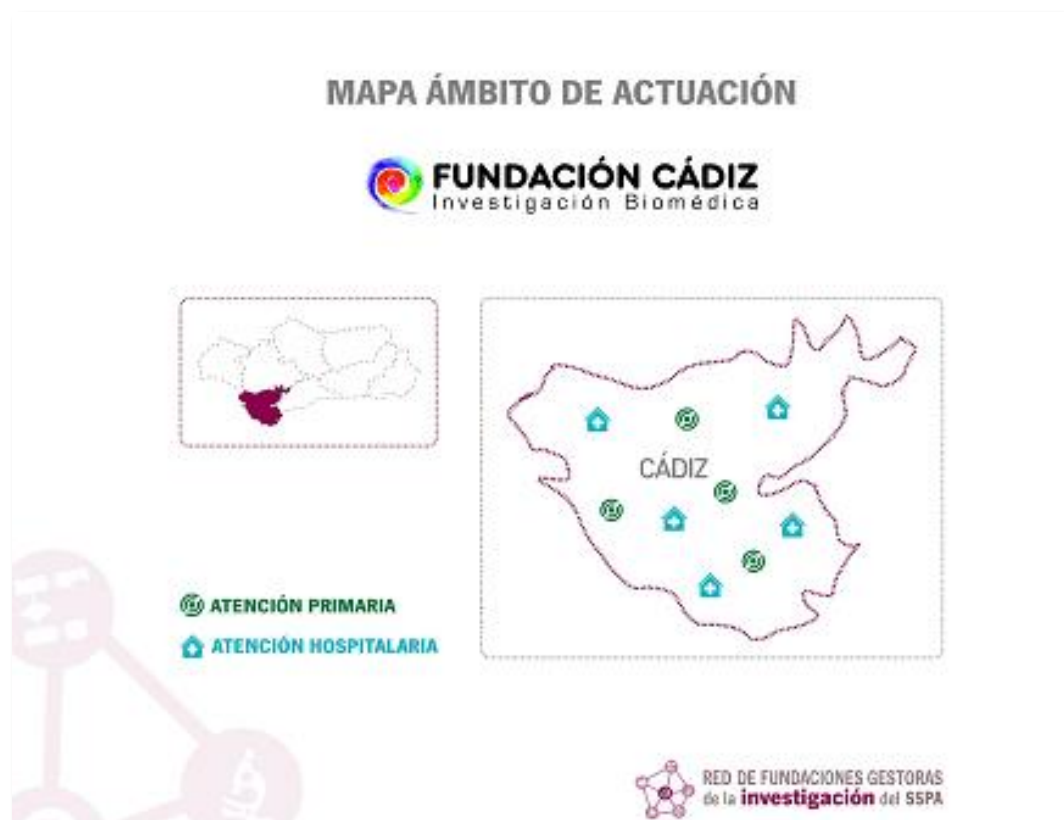 MAPA ÁMBITO DE ACTUACIÓN
FUNDACIÓN CÁDIZ
Investigación Biomédica
CÁDIZ
ATENCIÓN PRIMARIA
ATENCIÓN HOSPITALARIA
RED DE FUNDACIONES GESTORAS
de la investigación del SSPA